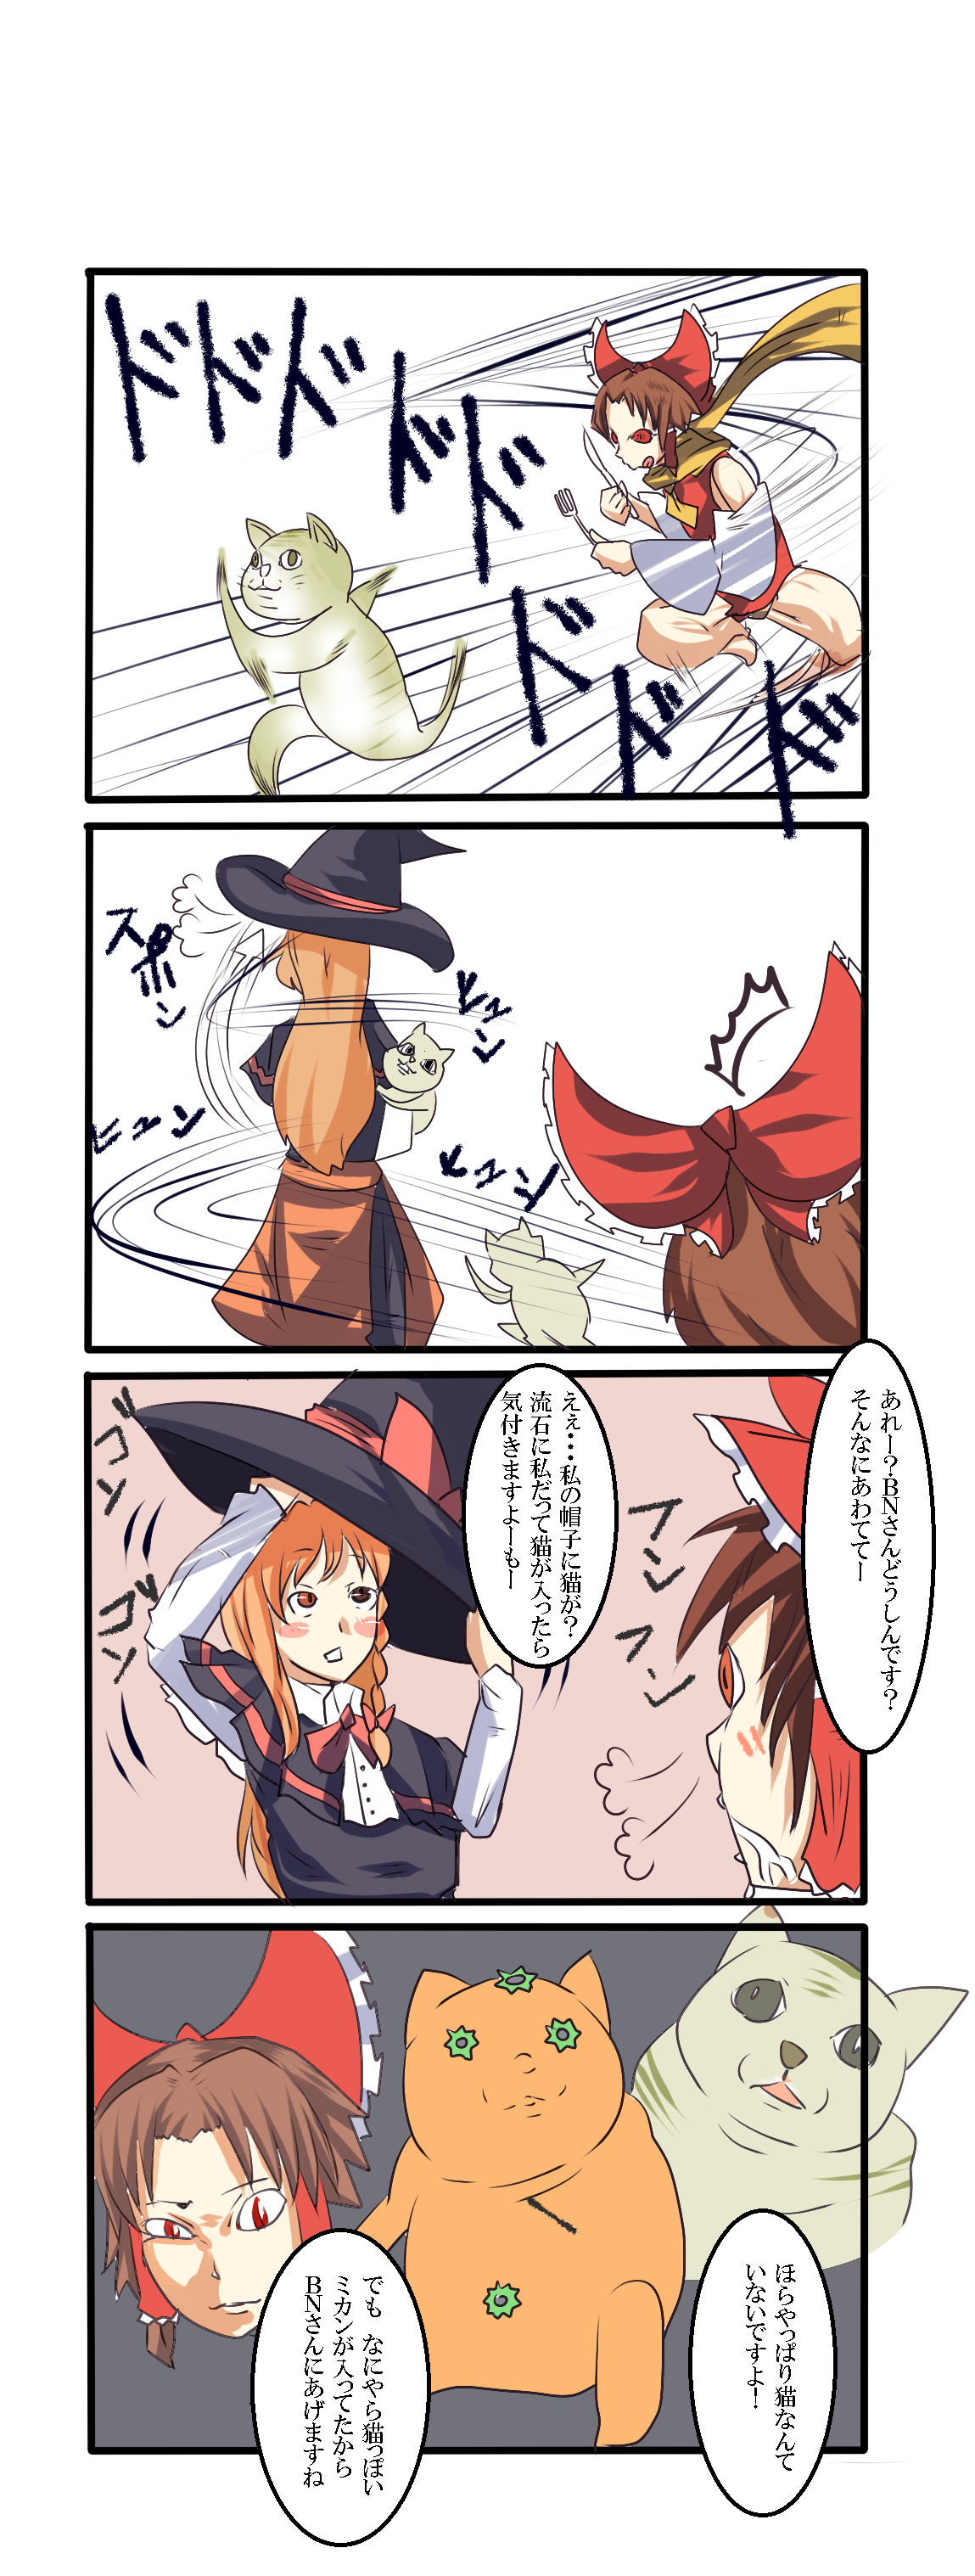 ドドド
ドド
ドドド
スポン
ヒュン
ヒュン
ヒュン
あれー?BNさんどうしんです?
そんなにあわててー
フン
フン
えぇ・・・私の帽子に猫が?
流石に私だって猫が入ったら
気付きますよーもー
ゴン
ゴン
ほらやっぱり猫なんて
いないですよ!
でも なにやら猫っぽい
ミカンが入ってたから
BNさんにあげますね